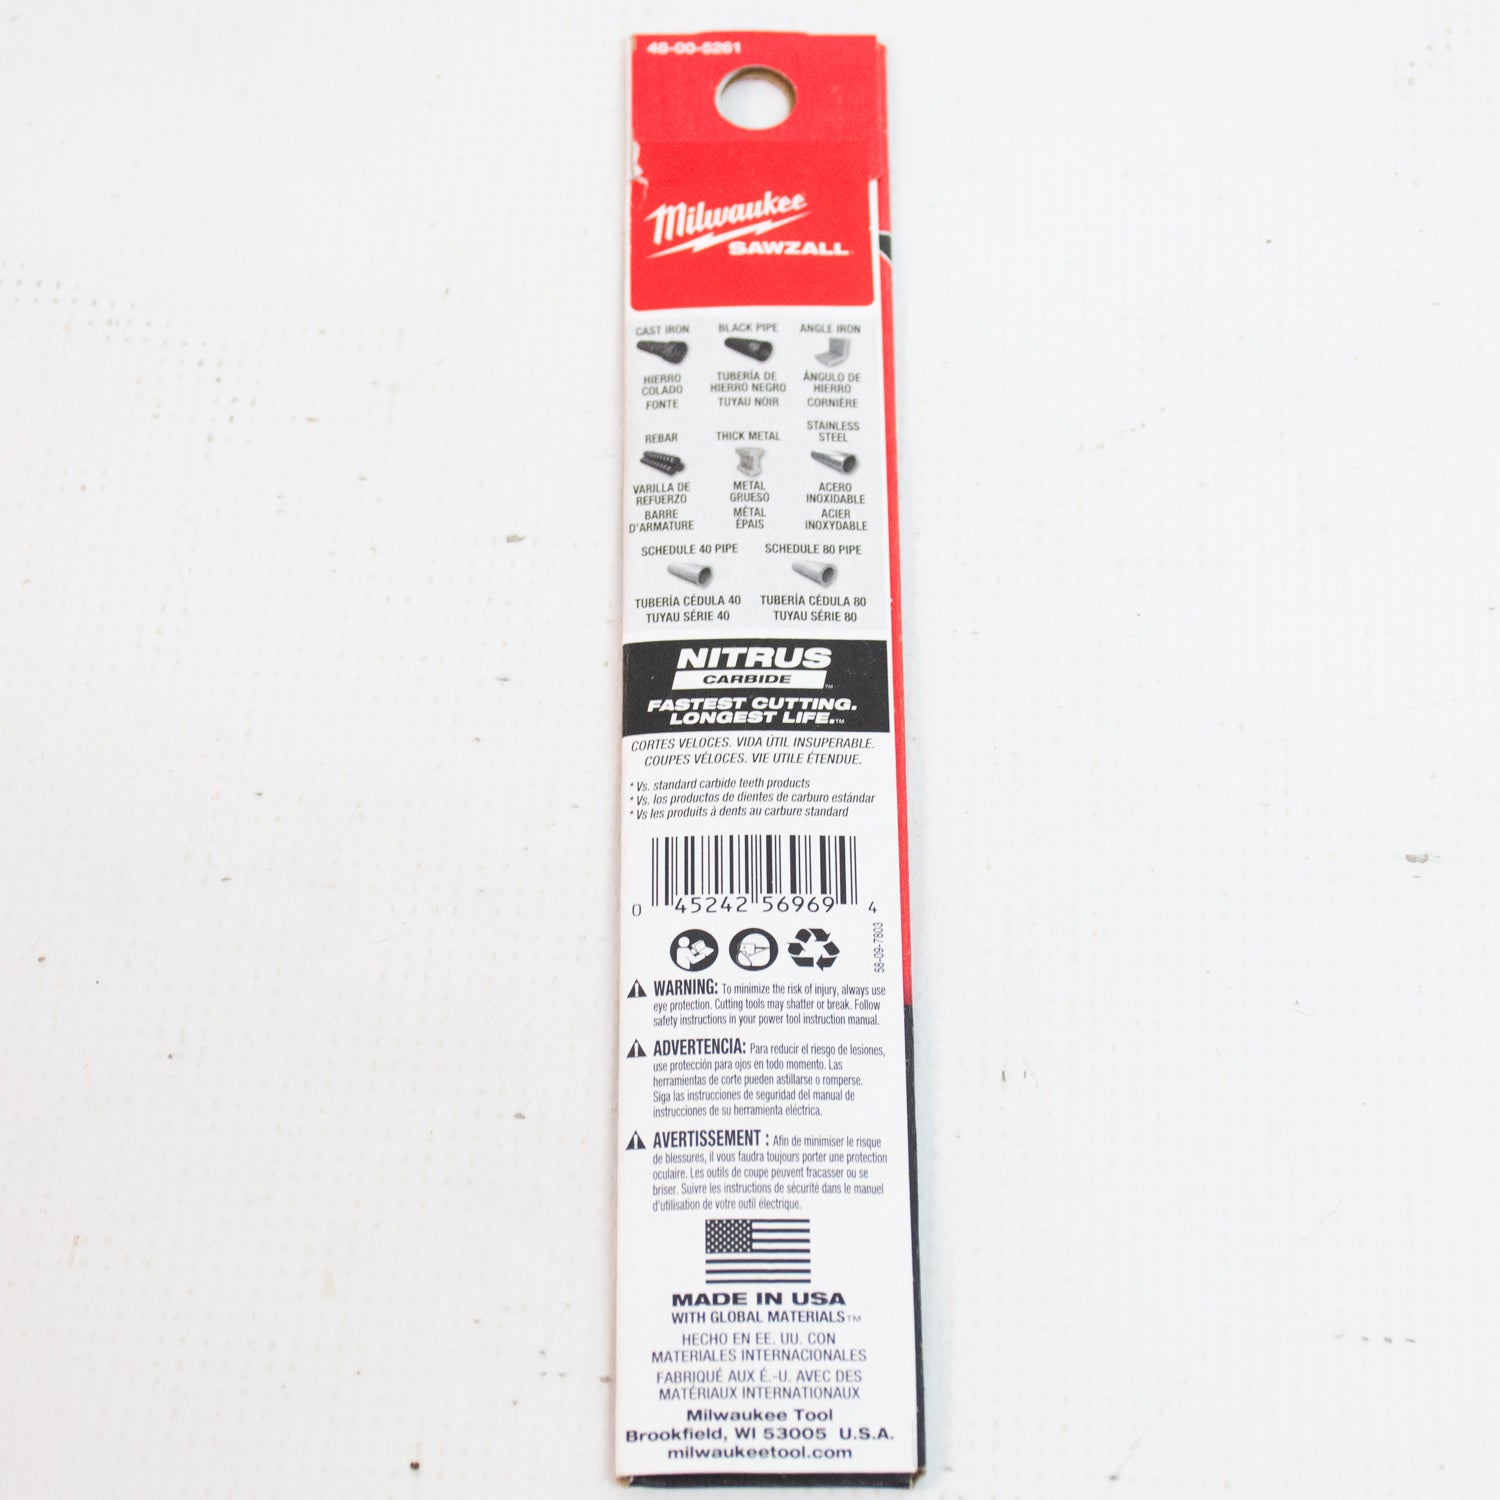 48-00-5261
Milwaukee
SAWZALL
CAST IRON
HIERRO
COLADO
FONTE
BLACK PIPE
TUBERÍA DE
HIERRO NEGRO
TUYAU NOIR
ANGLE IRON
ÁNGULO DE
HIERRO
CORNIÈRE
REBAR
VARILLA DE
REFUERZO
BARRE
D'ARMATURE
THICK METAL
METAL
GRUESO
MÉTAL
ÉPAIS
STAINLESS
STEEL
ACERO
INOXIDABLE
ACIER
INOXYDABLE
SCHEDULE 40 PIPE
TUBERÍA CÉDULA 40
TUYAU SÉRIE 40
SCHEDULE 80 PIPE
TUBERÍA CÉDULA 80
TUYAU SÉRIE 80
NITRUS
CARBIDE™
FASTEST CUTTING.
LONGEST LIFE.™
CORTES VELOCES. VIDA ÚTIL INSUPERABLE.
COUPES VÉLOCES. VIE UTILE ÉTENDUE.
* Vs. standard carbide teeth products
* Vs. los productos de dientes de carburo estándar
* Vs les produits à dents au carbure standard
0 45242 56969 4
58-09-7803
WARNING: To minimize the risk of injury, always use
eye protection. Cutting tools may shatter or break. Follow
safety instructions in your power tool instruction manual.
ADVERTENCIA: Para reducir el riesgo de lesiones,
use protección para ojos en todo momento. Las
herramientas de corte pueden astillarse o romperse.
Siga las instrucciones de seguridad del manual de
instrucciones de su herramienta eléctrica.
AVERTISSEMENT : Afin de minimiser le risque
de blessures, il vous faudra toujours porter une protection
oculaire. Les outils de coupe peuvent fracasser ou se
briser. Suivre les instructions de sécurité dans le manuel
d'utilisation de votre outil électrique.
MADE IN USA
WITH GLOBAL MATERIALS™
HECHO EN EE. UU. CON
MATERIALES INTERNACIONALES
FABRIQUÉ AUX É.-U. AVEC DES
MATÉRIAUX INTERNATIONAUX
Milwaukee Tool
Brookfield, WI 53005 U.S.A.
milwaukeetool.com